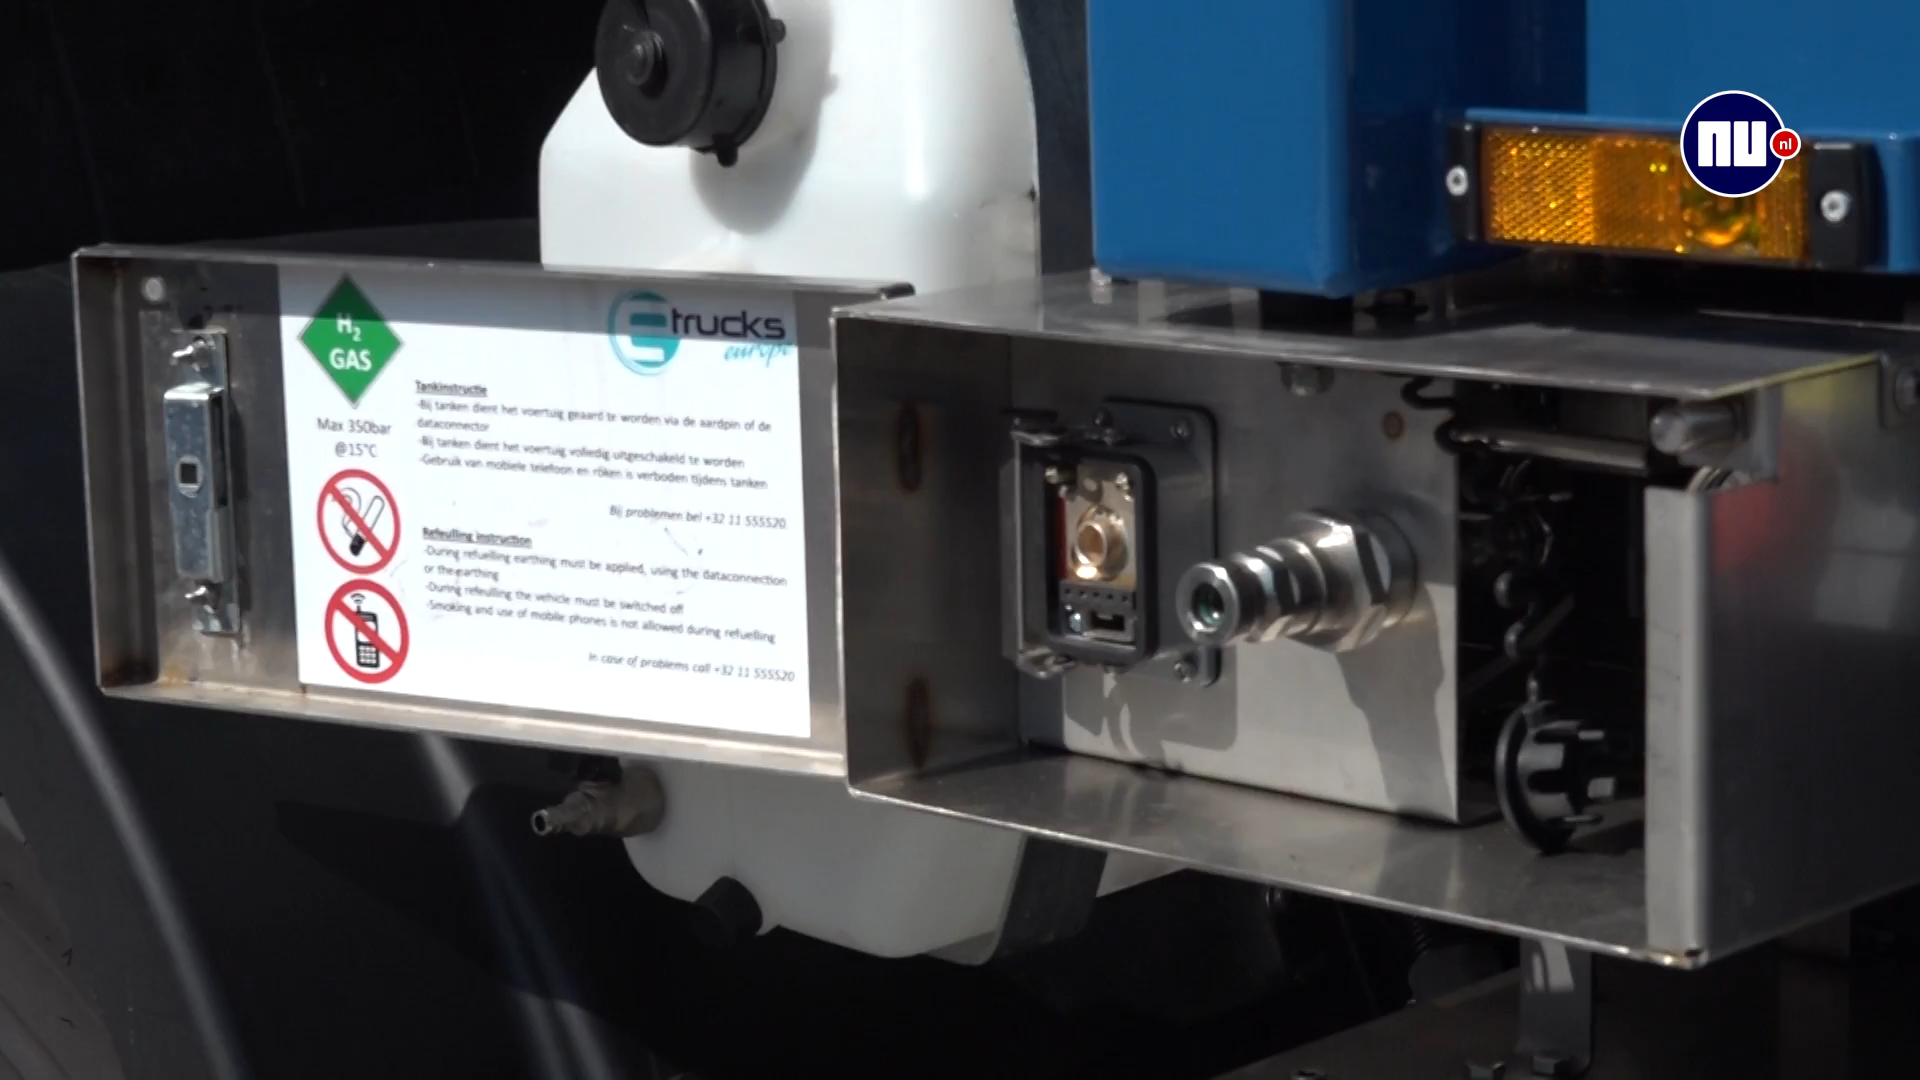 nu
nl
H2
GAS
Max 350bar
@15°C
E trucks
europe
Tankinstructie
-Bij tanken dient het voertuig geaard te worden via de aardpin of de
dataconnector
-Bij tanken dient het voertuig volledig uitgeschakeld te worden
-Gebruik van mobiele telefoon en roken is verboden tijdens tanken
Bij problemen bel +32 11 555520
Refeulling instruction
-During refuelling earthing must be applied, using the dataconnection
or the earthing
-During refeulling the vehicle must be switched off
-Smoking and use of mobile phones is not allowed during refuelling
In case of problems call +32 11 555520